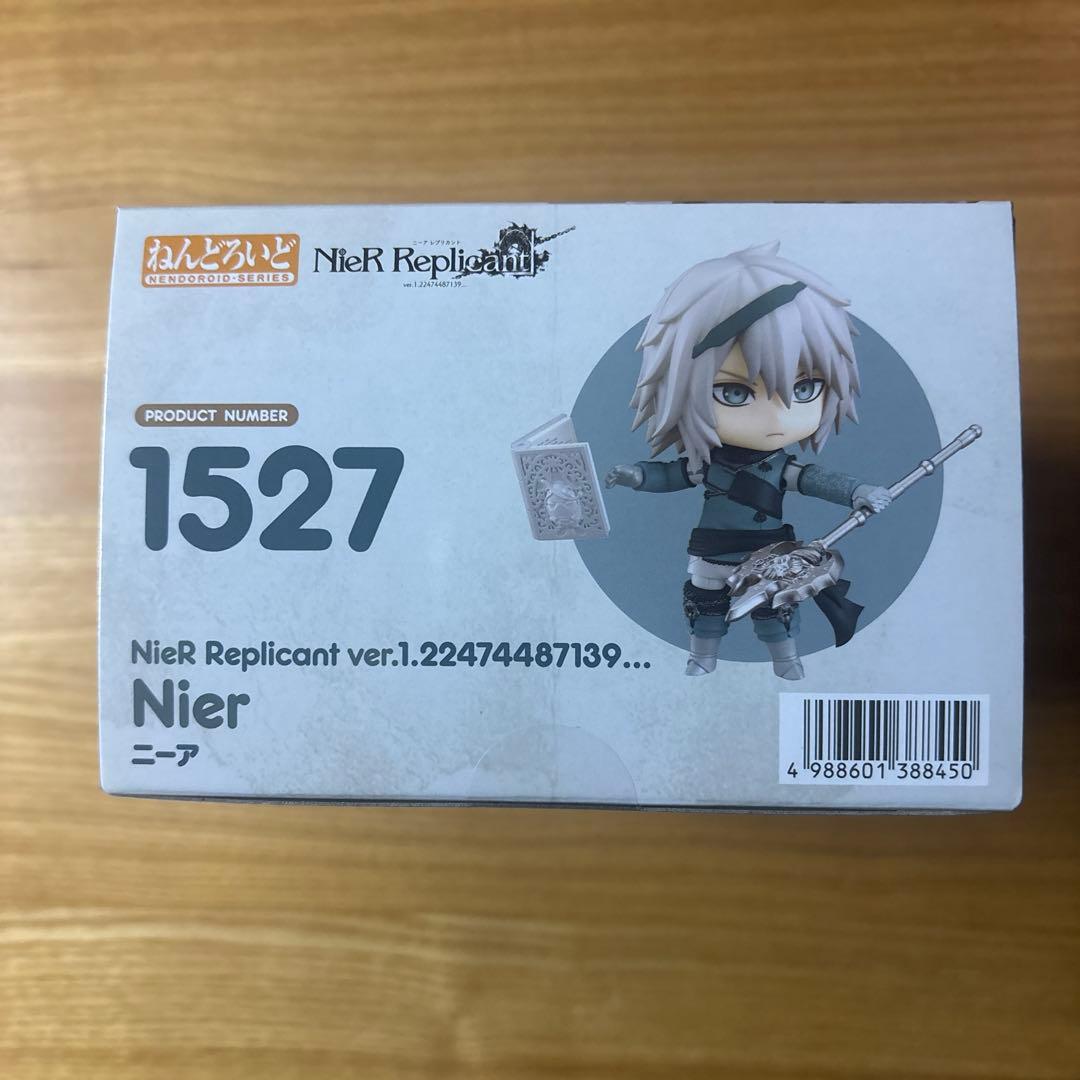 ねんどろいど
NENDOROID-SERIES
ニーア レプリカント
NieR Replicant
ver.1.22474487139...
PRODUCT NUMBER
1527
NieR Replicant ver.1.22474487139...
Nier
ニーア
4 988601 388450